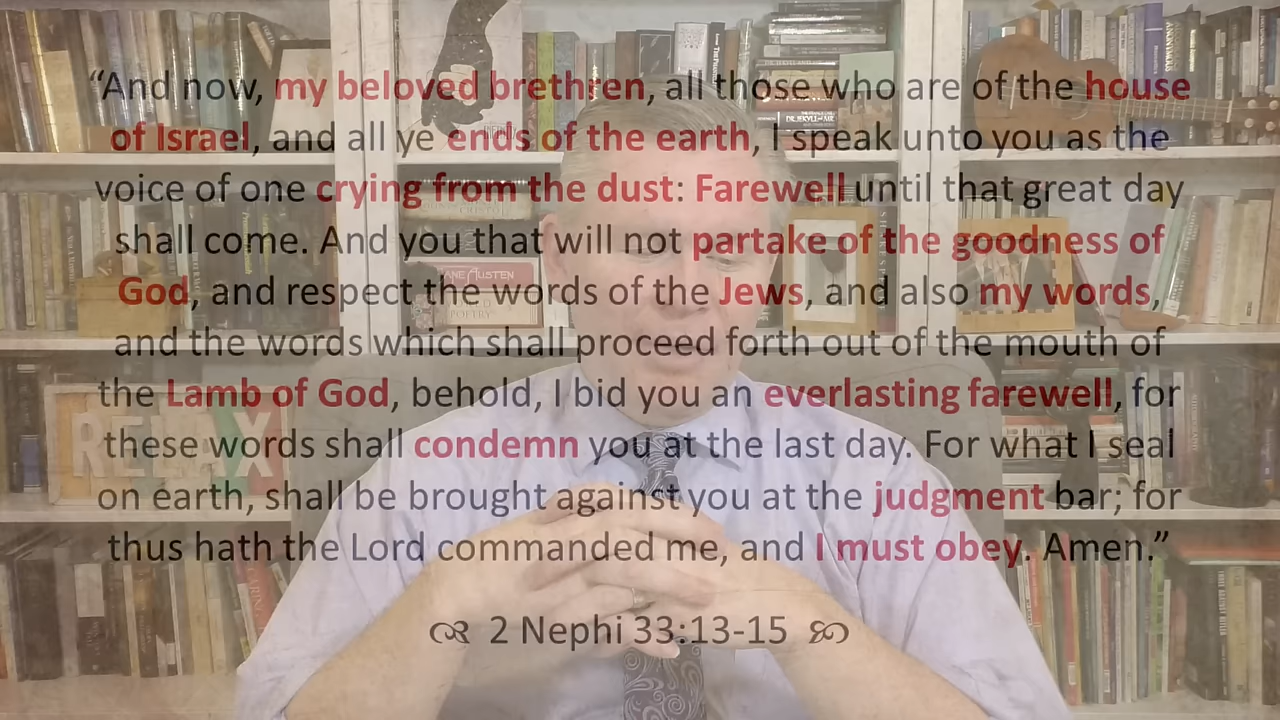 “And now, my beloved brethren, all those who are of the house
of Israel, and all ye ends of the earth, I speak unto you as the
voice of one crying from the dust: Farewell until that great day
shall come. And you that will not partake of the goodness of
God, and respect the words of the Jews, and also my words,
and the words which shall proceed forth out of the mouth of
the Lamb of God, behold, I bid you an everlasting farewell, for
these words shall condemn you at the last day. For what I seal
on earth, shall be brought against you at the judgment bar; for
thus hath the Lord commanded me, and I must obey. Amen.”
2 Nephi 33:13-15
AUSTEN
POETRY
RELAX